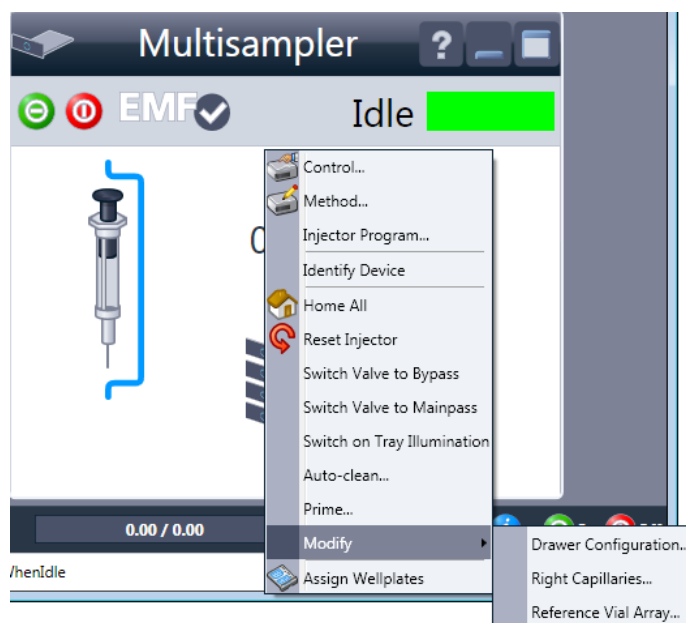 Multisampler ?
EMF Idle
Control...
Method...
Injector Program...
Identify Device
Home All
Reset Injector
Switch Valve to Bypass
Switch Valve to Mainpass
Switch on Tray Illumination
Auto-clean...
Prime...
0.00 / 0.00
Modify
Drawer Configuration...
Assign Wellplates
Right Capillaries...
Reference Vial Array...